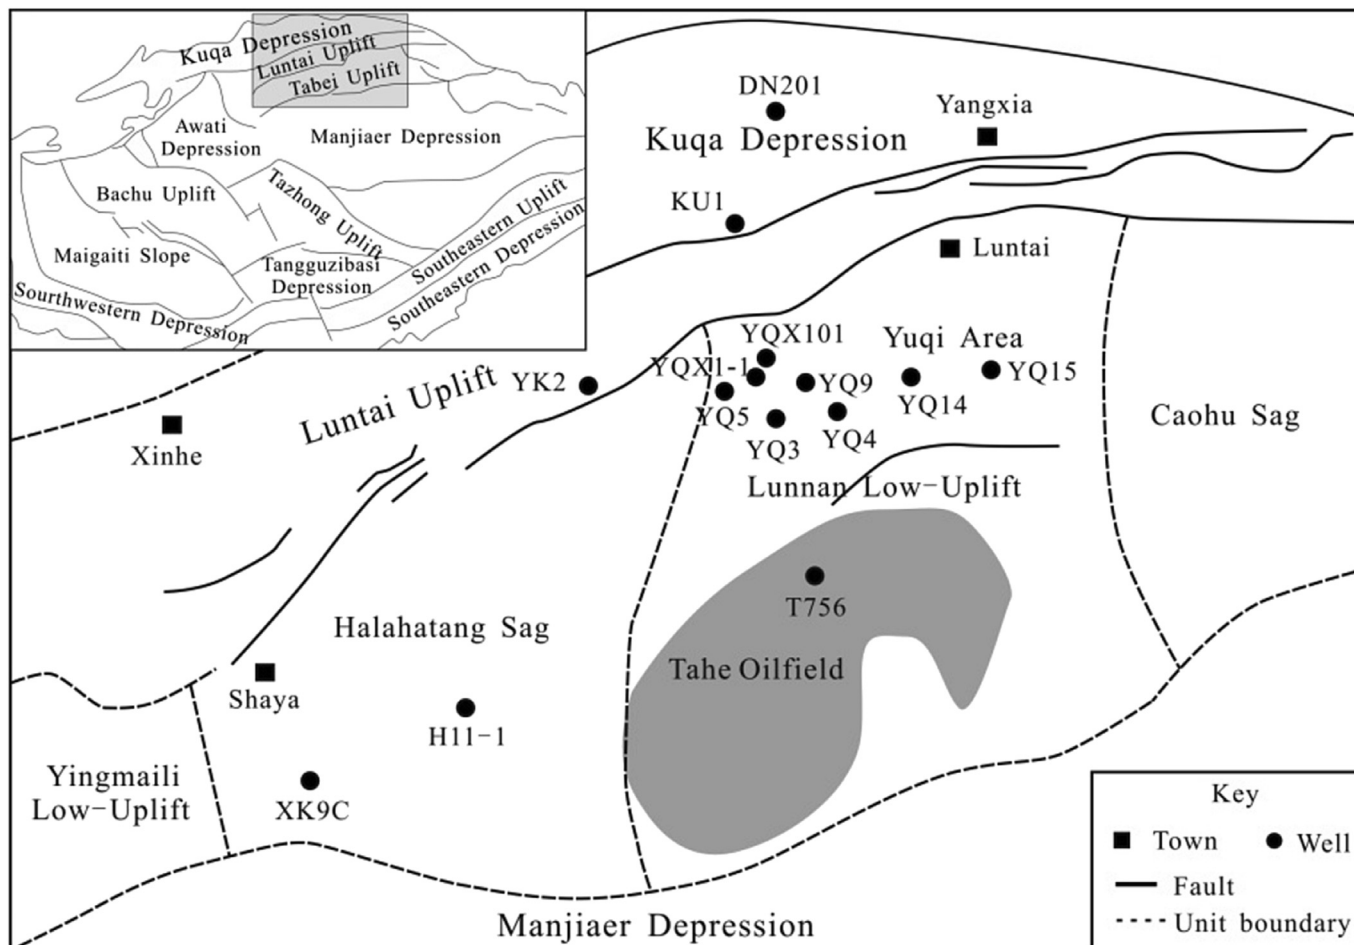 Kuqa Depression
Luntai Uplift
Tabei Uplift
Awati
Depression
Manjiaer Depression
Bachu Uplift
Tazhong Uplift
Maigaiti Slope
Tangguzibasi
Depression
Southeastern Uplift
Southeastern Depression
Sourthwestern Depression
DN201
Yangxia
Kuqa Depression
KU1
Luntai
YQX101
Yuqi Area
YQX1-1
YK2
YQ9
YQ15
Luntai Uplift
YQ5
YQ14
Caohu Sag
Xinhe
YQ3
YQ4
Lunnan Low-Uplift
T756
Halahatang Sag
Tahe Oilfield
Shaya
H11-1
Yingmaili
Low-Uplift
XK9C
Manjiaer Depression
Key
Town
Well
Fault
Unit boundary